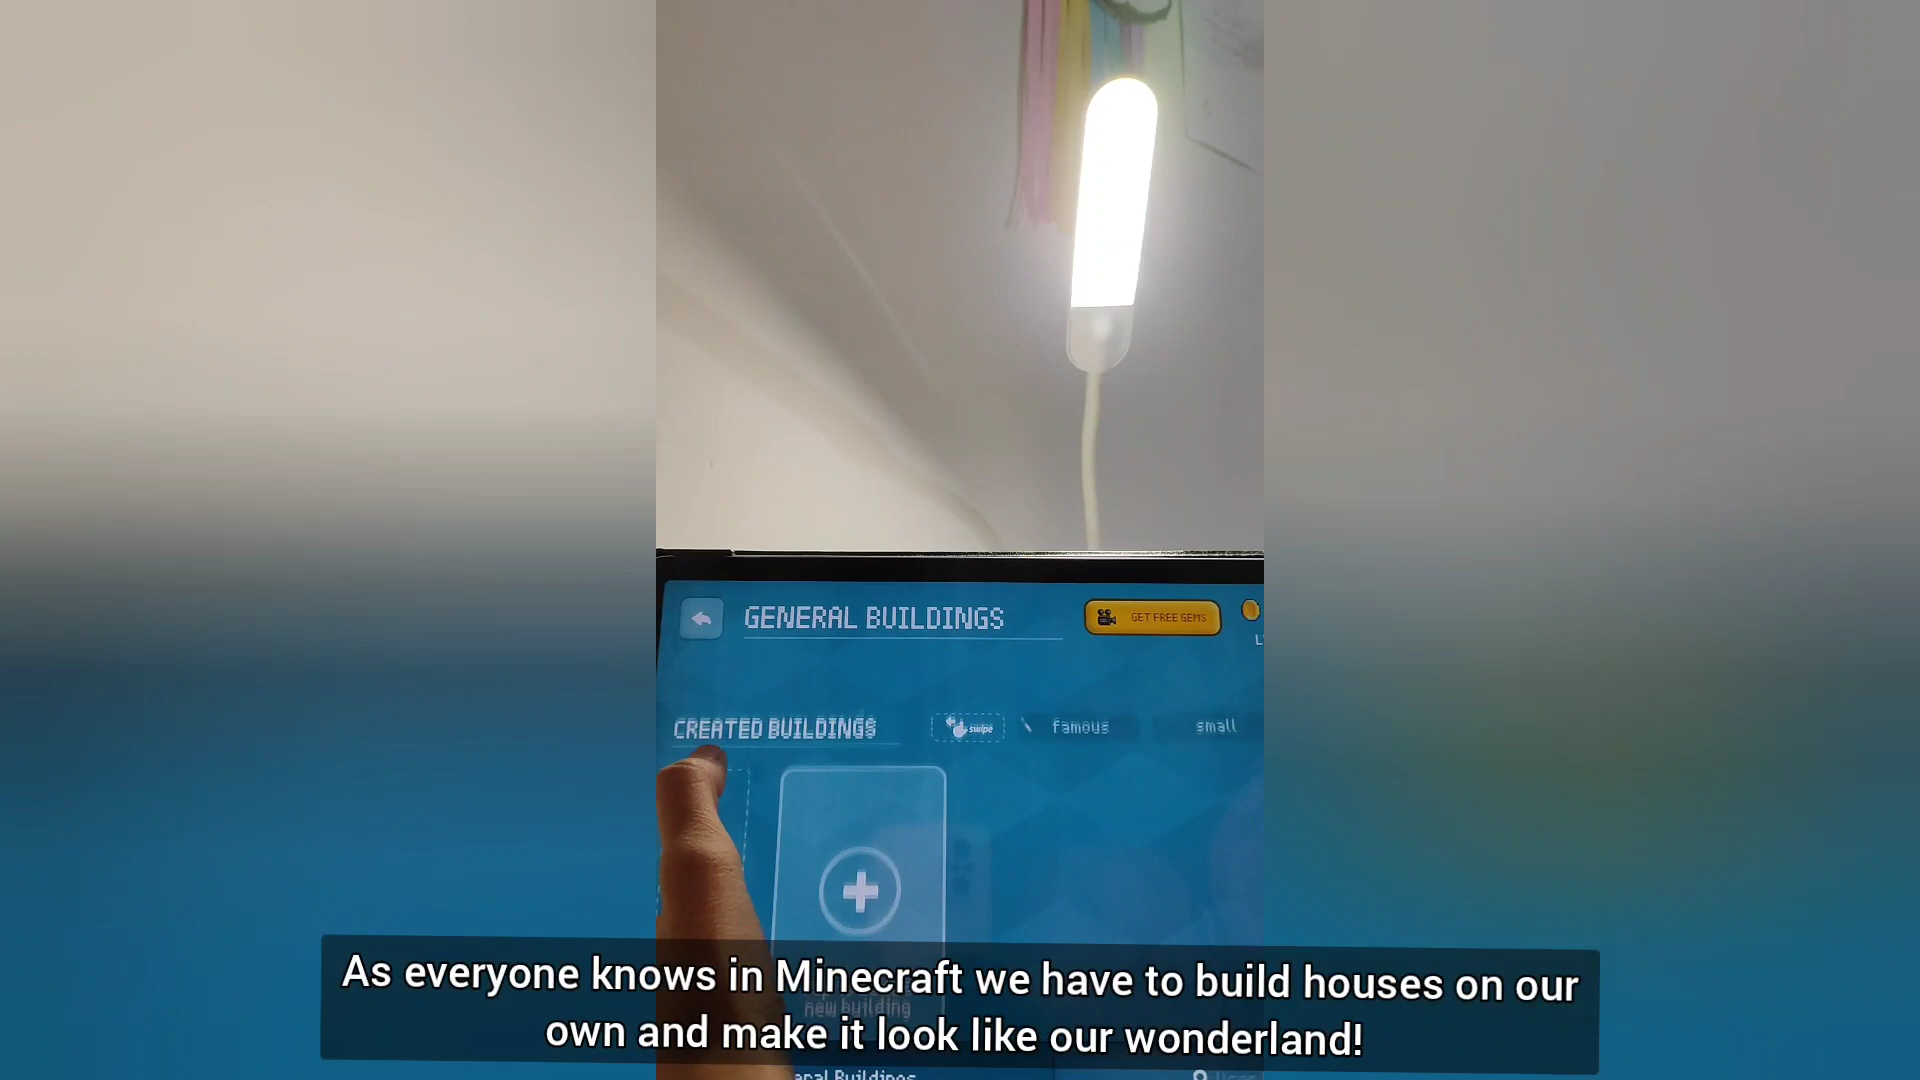 GENERAL BUILDINGS
GET FREE GEMS
CREATED BUILDINGS
swipe
famous
small
new building
As everyone knows in Minecraft we have to build houses on our
own and make it look like our wonderland!